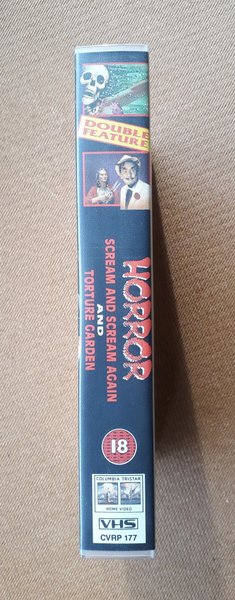 DOUBLE
FEATURE
HORROR
SCREAM AND SCREAM AGAIN
AND
TORTURE GARDEN
18
COLUMBIA TRISTAR
HOME VIDEO
VHS
CVRP 177